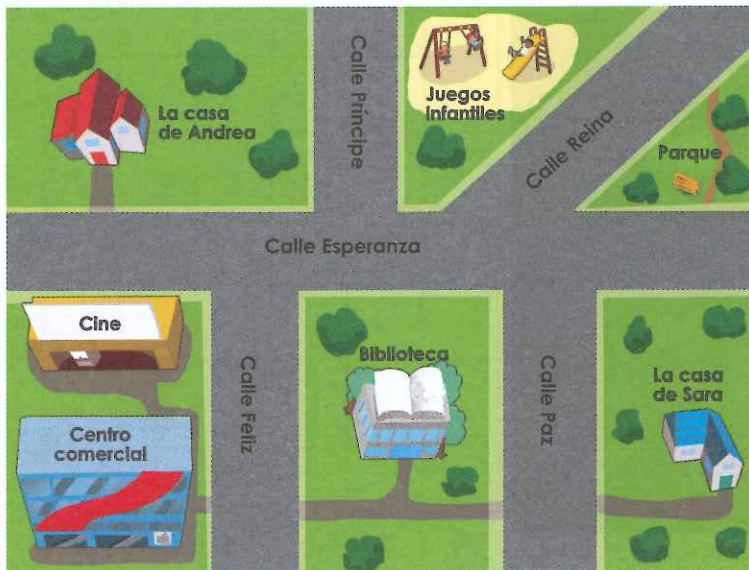 La casa
de Andrea
Calle Príncipe
Juegos
infantiles
Calle Reina
Parque
Calle Esperanza
Cine
Centro
comercial
Calle Feliz
Biblioteca
Calle Paz
La casa
de Sara